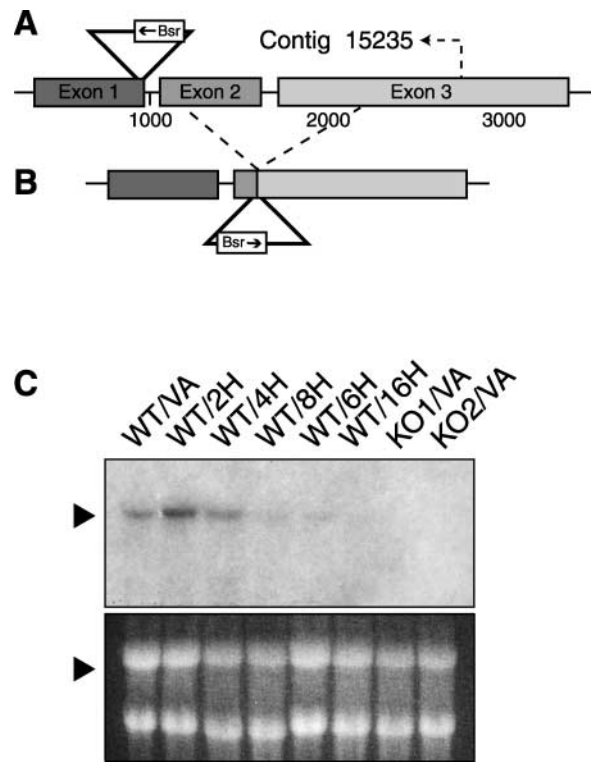 A
←Bsr
Contig 15235
Exon 1 Exon 2 Exon 3
1000 2000 3000
B
Bsr→
C
WT/VA WT/2H WT/4H WT/8H WT/6H WT/16H KO1/VA KO2/VA